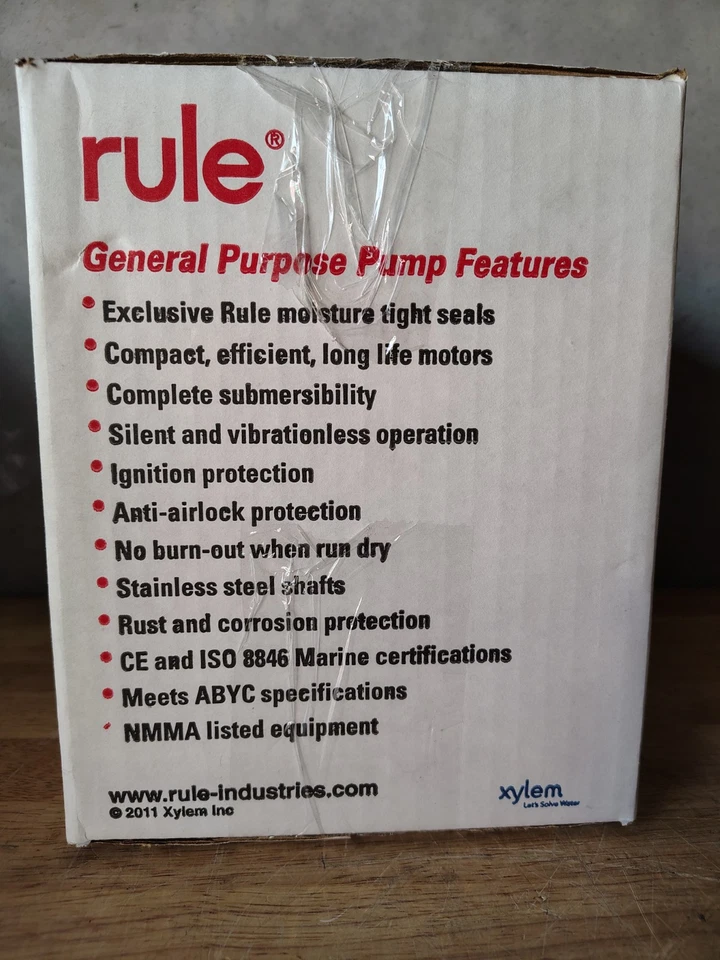 rule®
General Purpose Pump Features
• Exclusive Rule moisture tight seals
• Compact, efficient, long life motors
• Complete submersibility
• Silent and vibrationless operation
• Ignition protection
• Anti-airlock protection
• No burn-out when run dry
• Stainless steel shafts
• Rust and corrosion protection
• CE and ISO 8846 Marine certifications
• Meets ABYC specifications
• NMMA listed equipment
www.rule-industries.com
© 2011 Xylem Inc
xylem
Let's Solve Water